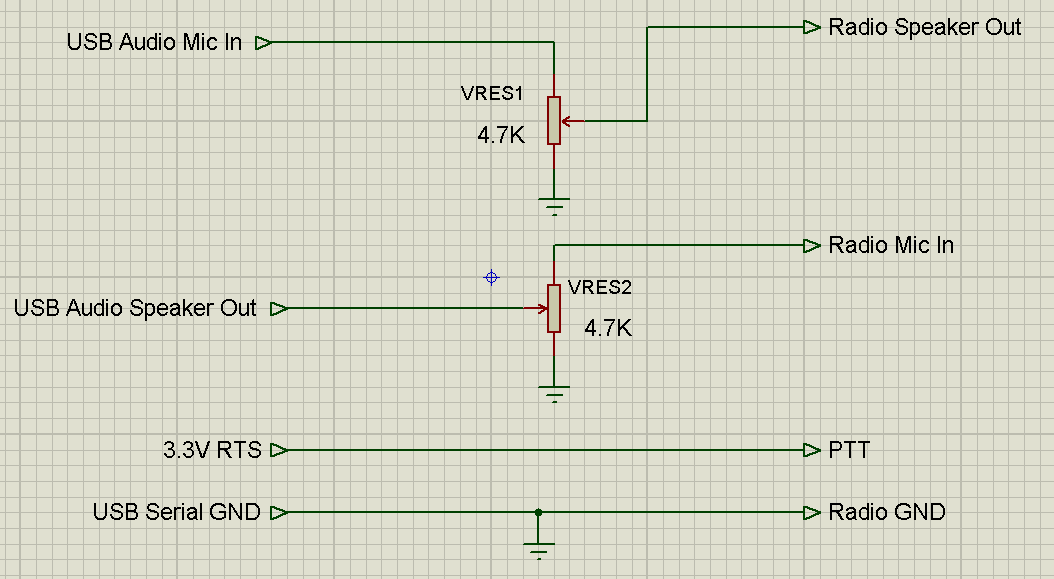 USB Audio Mic In
Radio Speaker Out
VRES1
4.7K
Radio Mic In
USB Audio Speaker Out
VRES2
4.7K
3.3V RTS
PTT
USB Serial GND
Radio GND